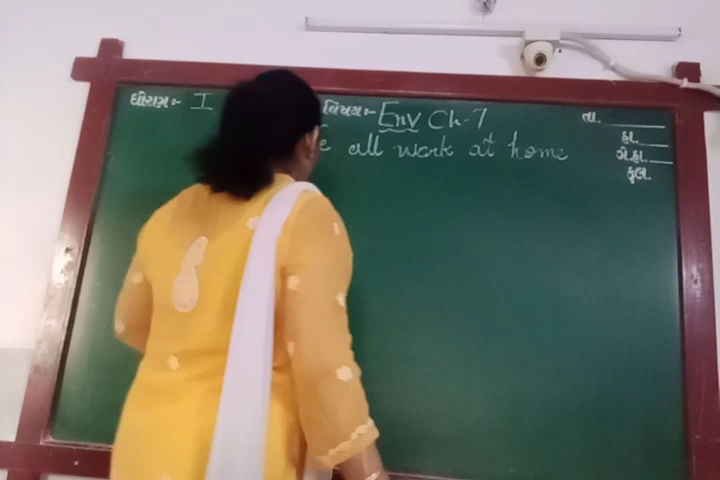 ધોરણ:- I વિષય:- Env Ch-7 તા.
all work at home
હા.
ગે.હા.
કુલ.